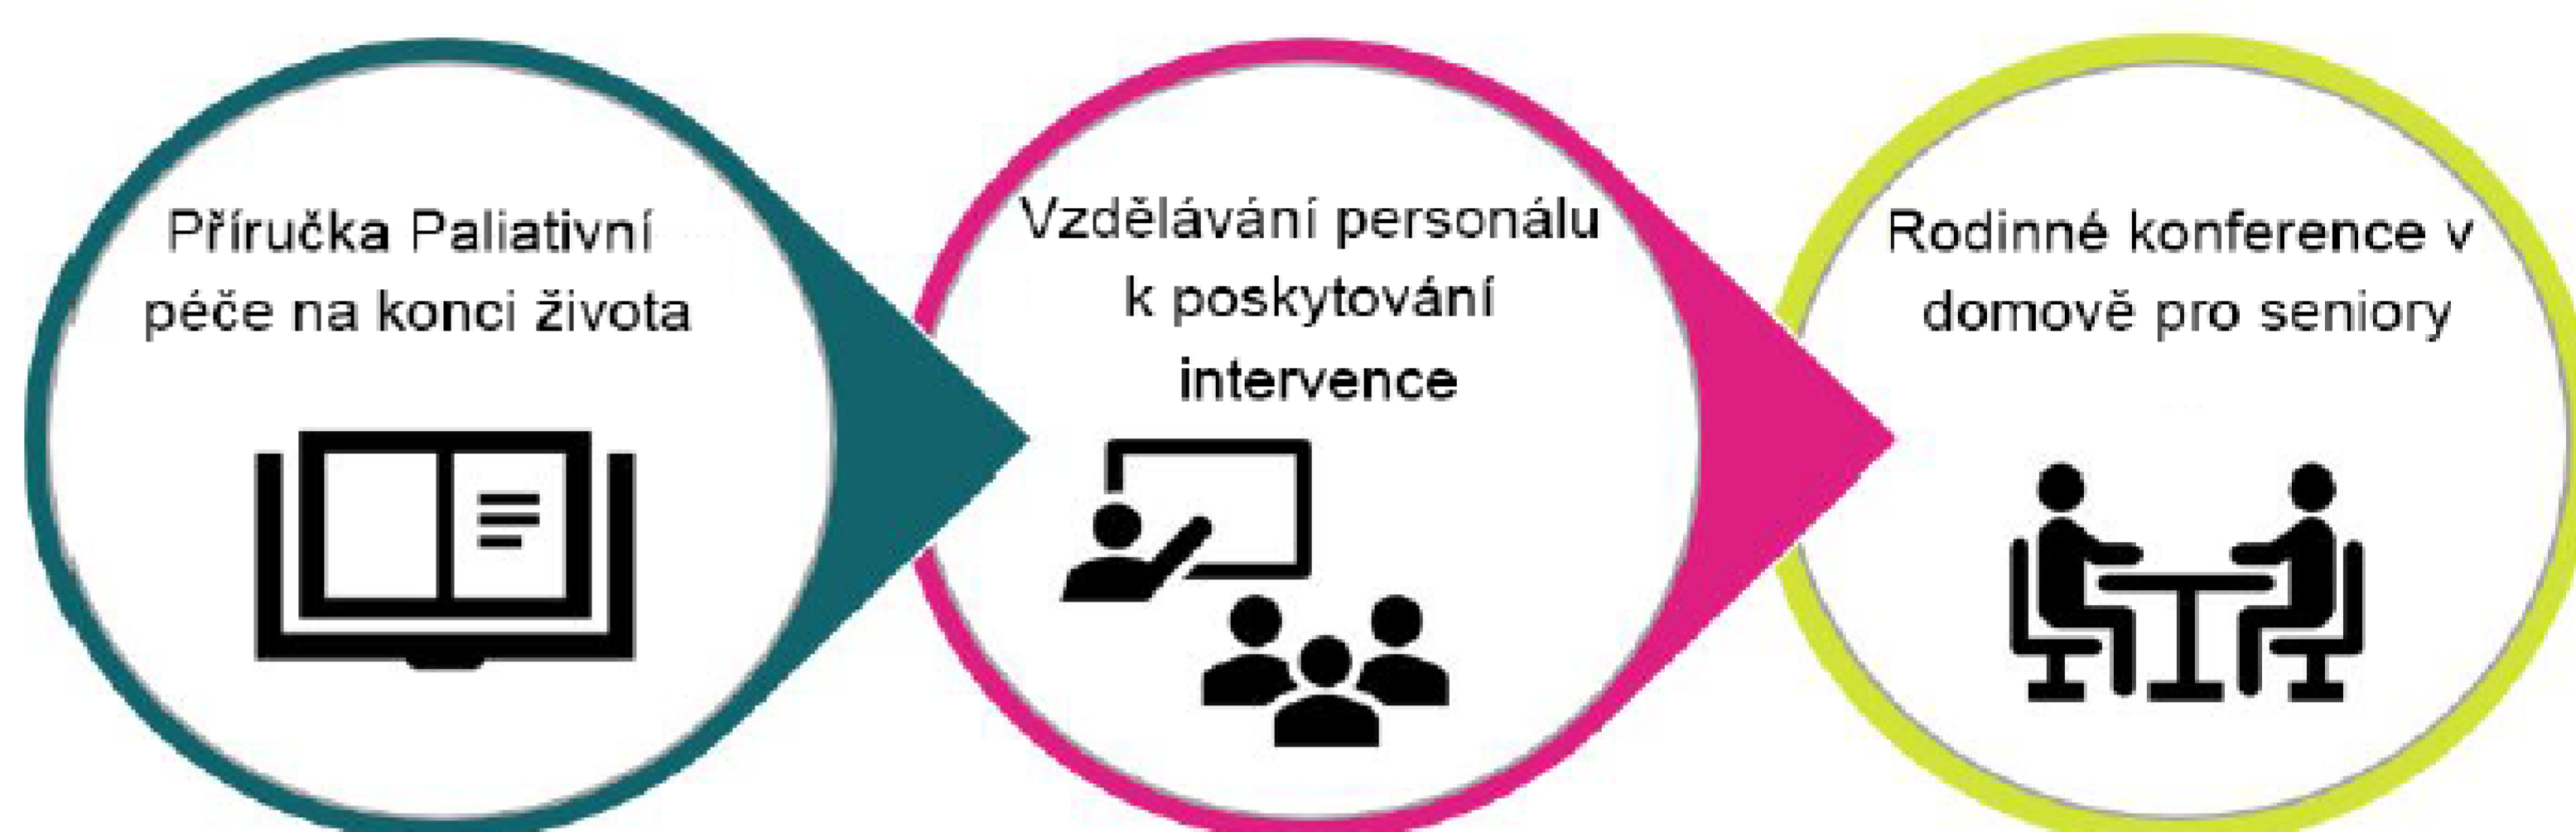 Příručka Paliativní
péče na konci života
Vzdělávání personálu
k poskytování
intervence
Rodinné konference v
domově pro seniory